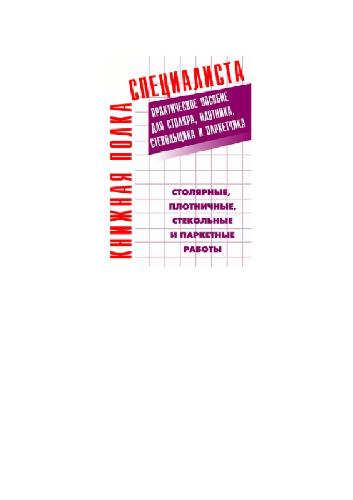 КНИЖНАЯ ПОЛКА
СПЕЦИАЛИСТА
ПРАКТИЧЕСКОЕ ПОСОБИЕ
ДЛЯ СТОЛЯРА, ПЛОТНИКА,
СТЕКОЛЬЩИКА И ПАРКЕТЧИКА
СТОЛЯРНЫЕ,
ПЛОТНИЧНЫЕ,
СТЕКОЛЬНЫЕ
И ПАРКЕТНЫЕ
РАБОТЫ